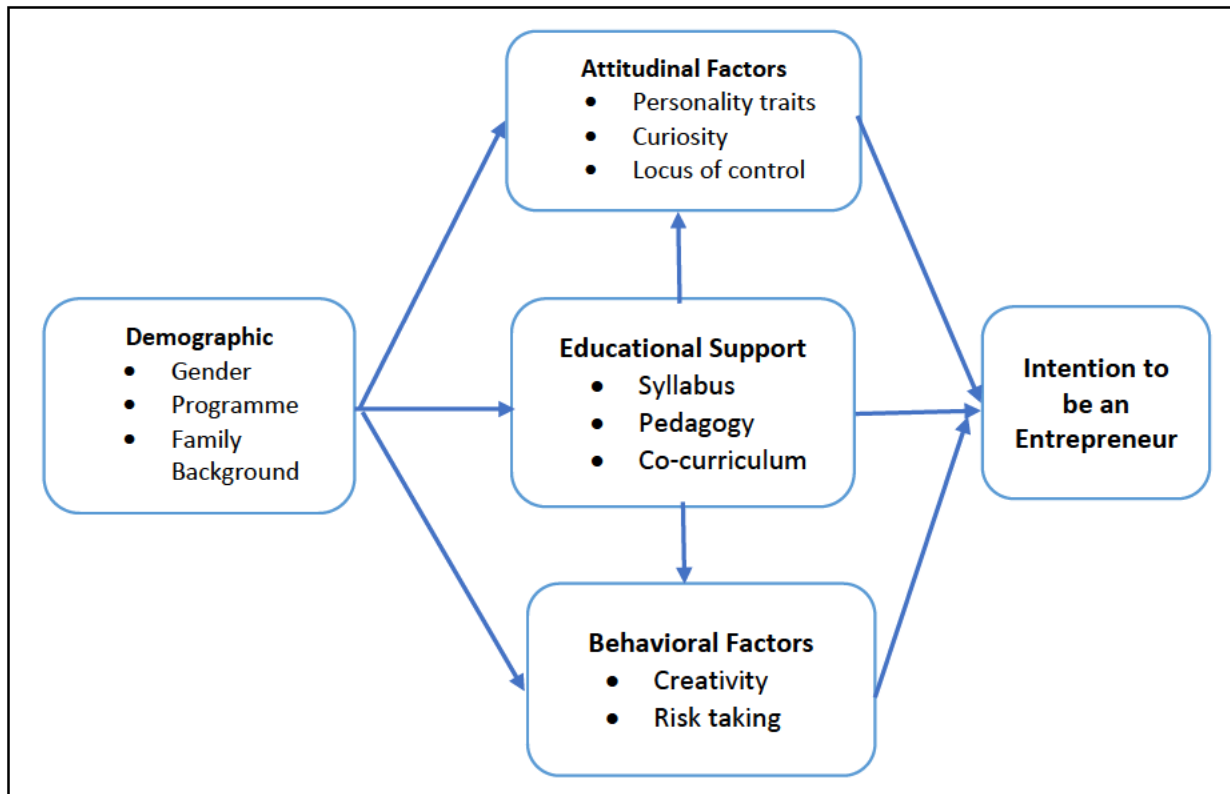 Attitudinal Factors
• Personality traits
• Curiosity
• Locus of control
Demographic
• Gender
• Programme
• Family
Background
Educational Support
• Syllabus
• Pedagogy
• Co-curriculum
Intention to
be an
Entrepreneur
Behavioral Factors
• Creativity
• Risk taking